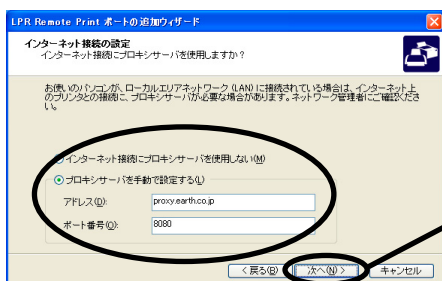 LPR Remote Print ポートの追加ウィザード
インターネット接続の設定
インターネット接続にプロキシサーバを使用しますか?
お使いのパソコンが、ローカルエリアネットワーク (LAN)に接続されている場合は、インターネット上
のプリンタとの接続に、プロキシサーバが必要な場合があります。ネットワーク管理者にご確認くださ
い。
インターネット接続にプロキシサーバを使用しない(M)
プロキシサーバを手動で設定する(L)
アドレス(D):
proxy.earth.co.jp
ポート番号(O):
8080
< 戻る(B)
次へ(N) >
キャンセル